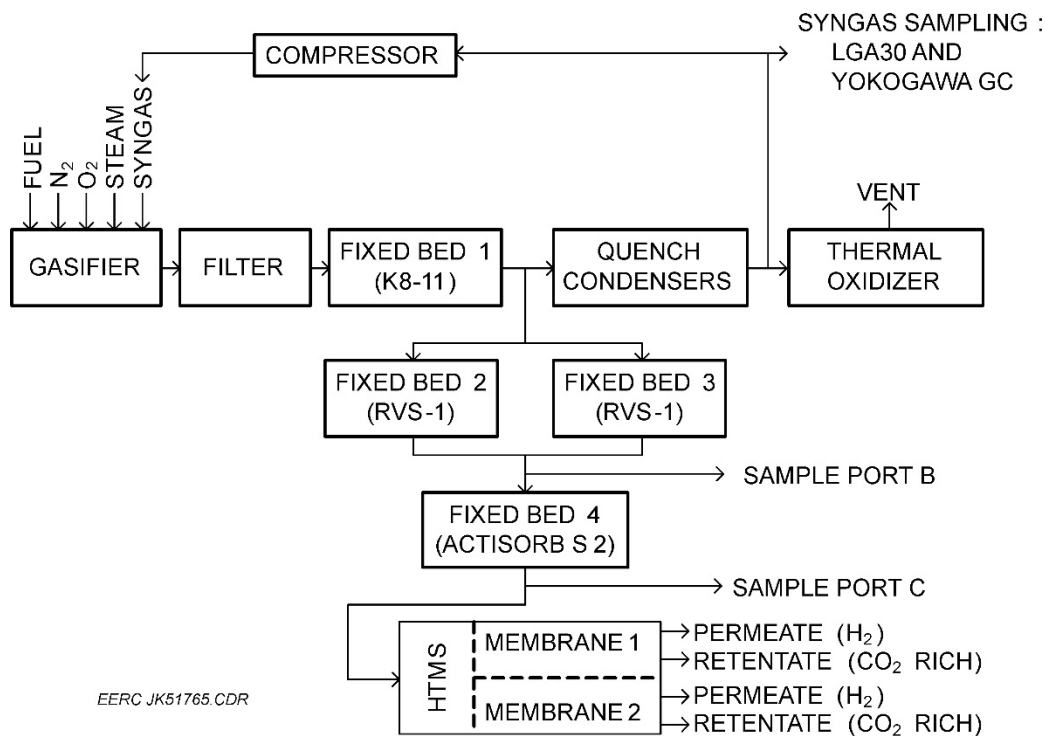 SYNGAS SAMPLING :
LGA30 AND
YOKOGAWA GC
COMPRESSOR
FUEL
N₂
O₂
STEAM
SYNGAS
VENT
GASIFIER
FILTER
FIXED BED 1
(K8-11)
QUENCH
CONDENSERS
THERMAL
OXIDIZER
FIXED BED 2
(RVS-1)
FIXED BED 3
(RVS-1)
SAMPLE PORT B
FIXED BED 4
(ACTISORB S 2)
SAMPLE PORT C
HTMS
MEMBRANE 1
PERMEATE (H₂)
RETENTATE (CO₂ RICH)
MEMBRANE 2
PERMEATE (H₂)
RETENTATE (CO₂ RICH)
EERC JK51765.CDR